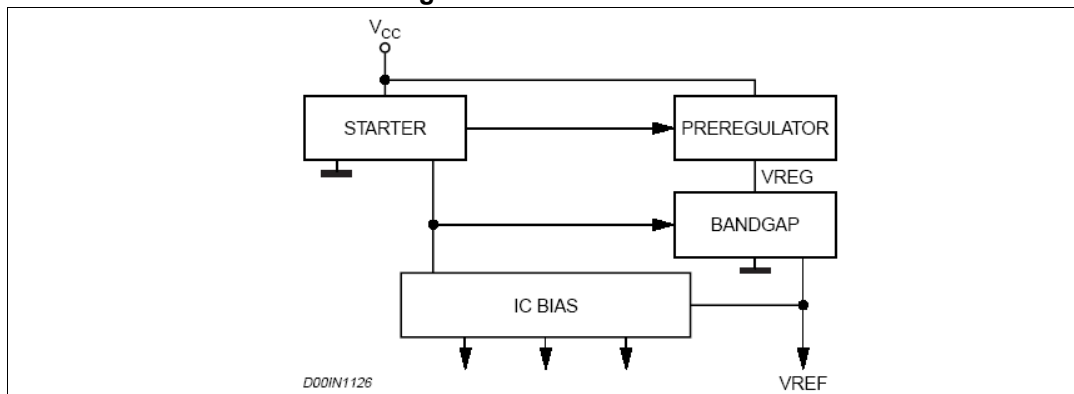 V_CC
STARTER
PREREGULATOR
VREG
BANDGAP
IC BIAS
D00IN1126
VREF